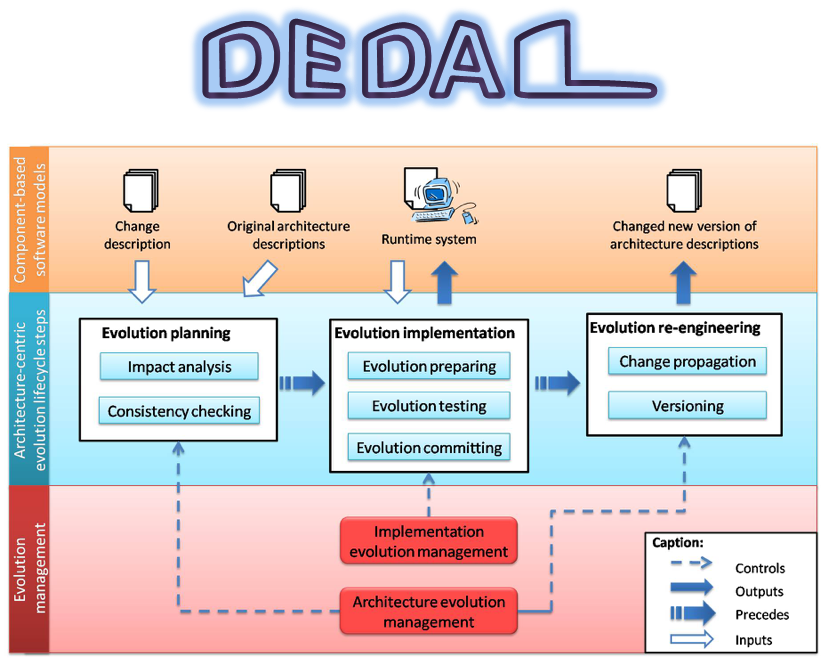 DEDAL
Component-based
software models
Change
description
Original architecture
descriptions
Runtime system
Changed new version of
architecture descriptions
Architecture-centric
evolution lifecycle steps
Evolution planning
Impact analysis
Consistency checking
Evolution implementation
Evolution preparing
Evolution testing
Evolution committing
Evolution re-engineering
Change propagation
Versioning
Evolution
management
Implementation
evolution management
Architecture evolution
management
Caption:
Controls
Outputs
Precedes
Inputs